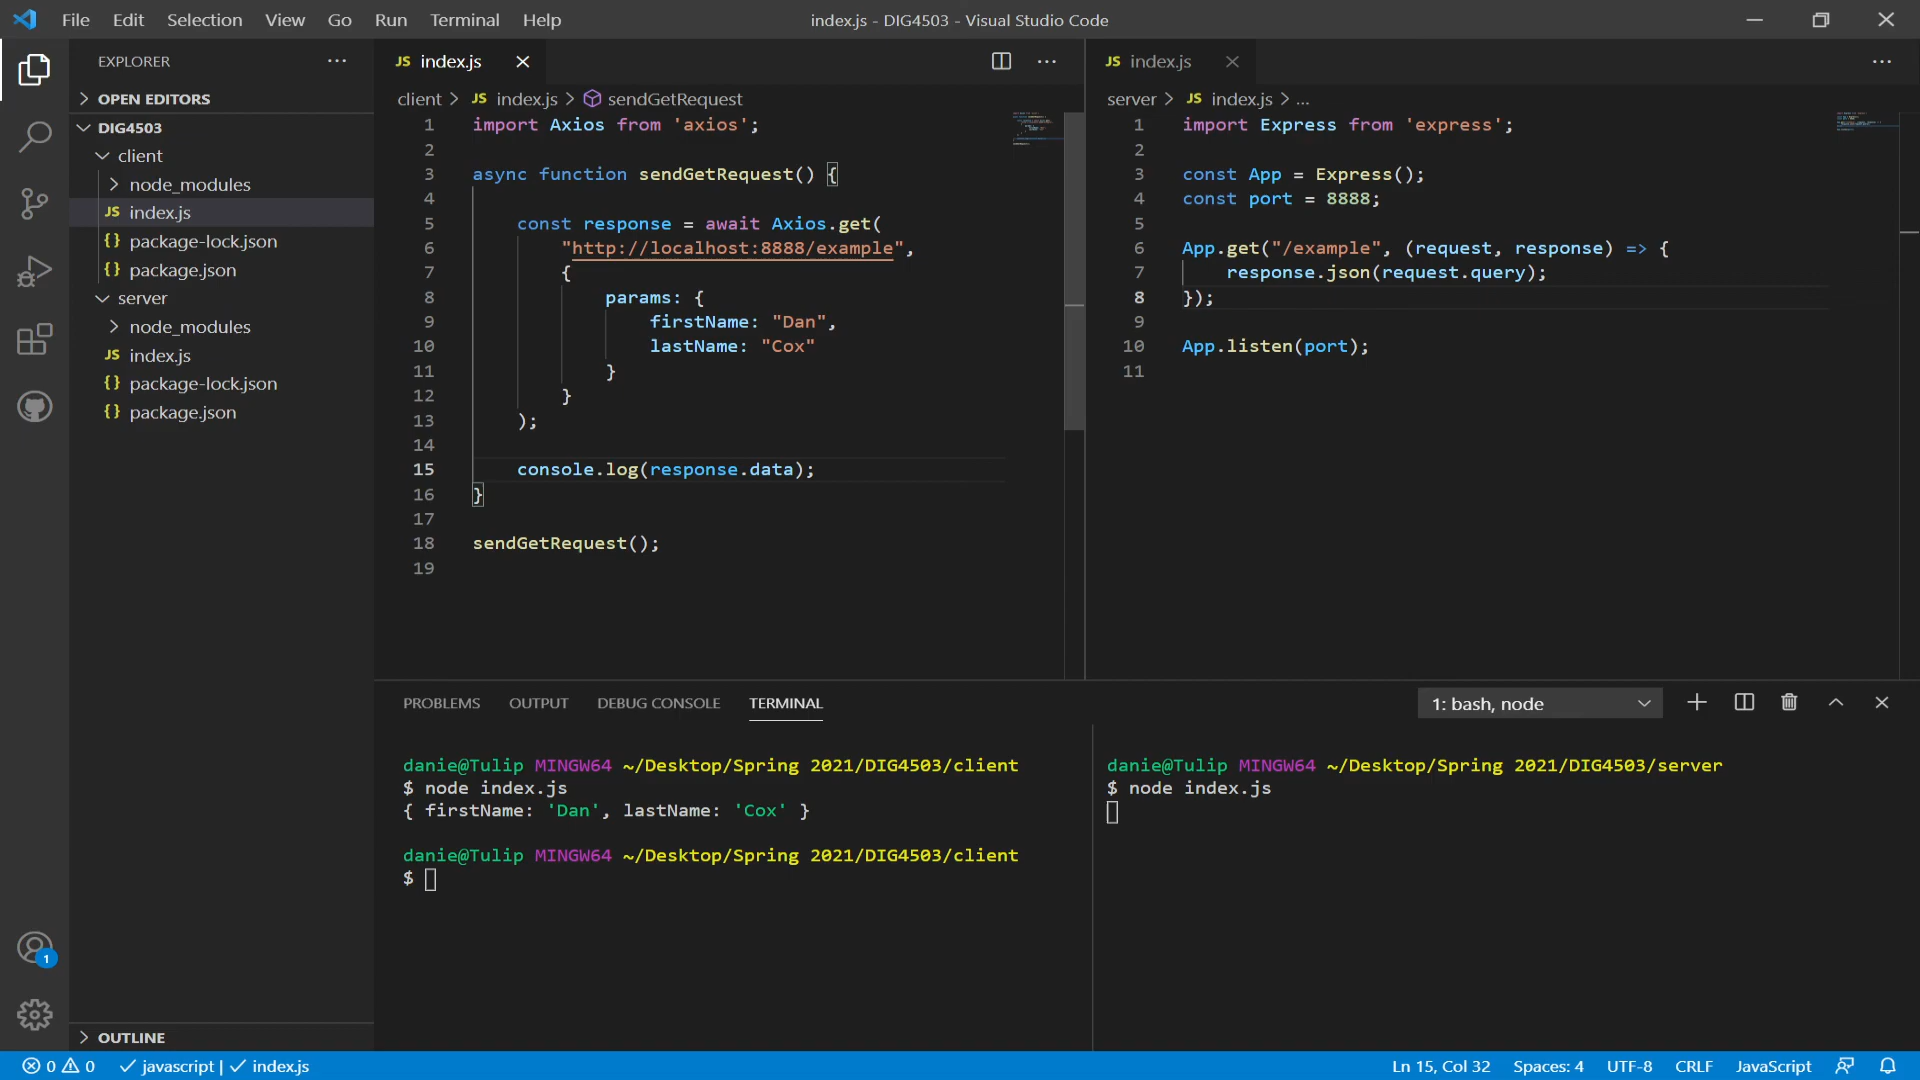 File Edit Selection View Go Run Terminal Help
index.js - DIG4503 - Visual Studio Code
EXPLORER
OPEN EDITORS
DIG4503
client
node_modules
JS index.js
{} package-lock.json
{} package.json
server
node_modules
JS index.js
{} package-lock.json
{} package.json
OUTLINE
1
JS index.js
client > JS index.js > sendGetRequest
1 import Axios from 'axios';
2
3 async function sendGetRequest() {
4
5 const response = await Axios.get(
6 "http://localhost:8888/example",
7 {
8 params: {
9 firstName: "Dan",
10 lastName: "Cox"
11 }
12 }
13 );
14
15 console.log(response.data);
16 }
17
18 sendGetRequest();
19
JS index.js
server > JS index.js > ...
1 import Express from 'express';
2
3 const App = Express();
4 const port = 8888;
5
6 App.get("/example", (request, response) => {
7 response.json(request.query);
8 });
9
10 App.listen(port);
11
PROBLEMS OUTPUT DEBUG CONSOLE TERMINAL
1: bash, node
danie@Tulip MINGW64 ~/Desktop/Spring 2021/DIG4503/client
$ node index.js
{ firstName: 'Dan', lastName: 'Cox' }
danie@Tulip MINGW64 ~/Desktop/Spring 2021/DIG4503/client
$
danie@Tulip MINGW64 ~/Desktop/Spring 2021/DIG4503/server
$ node index.js
0 0 javascript | index.js
Ln 15, Col 32 Spaces: 4 UTF-8 CRLF JavaScript